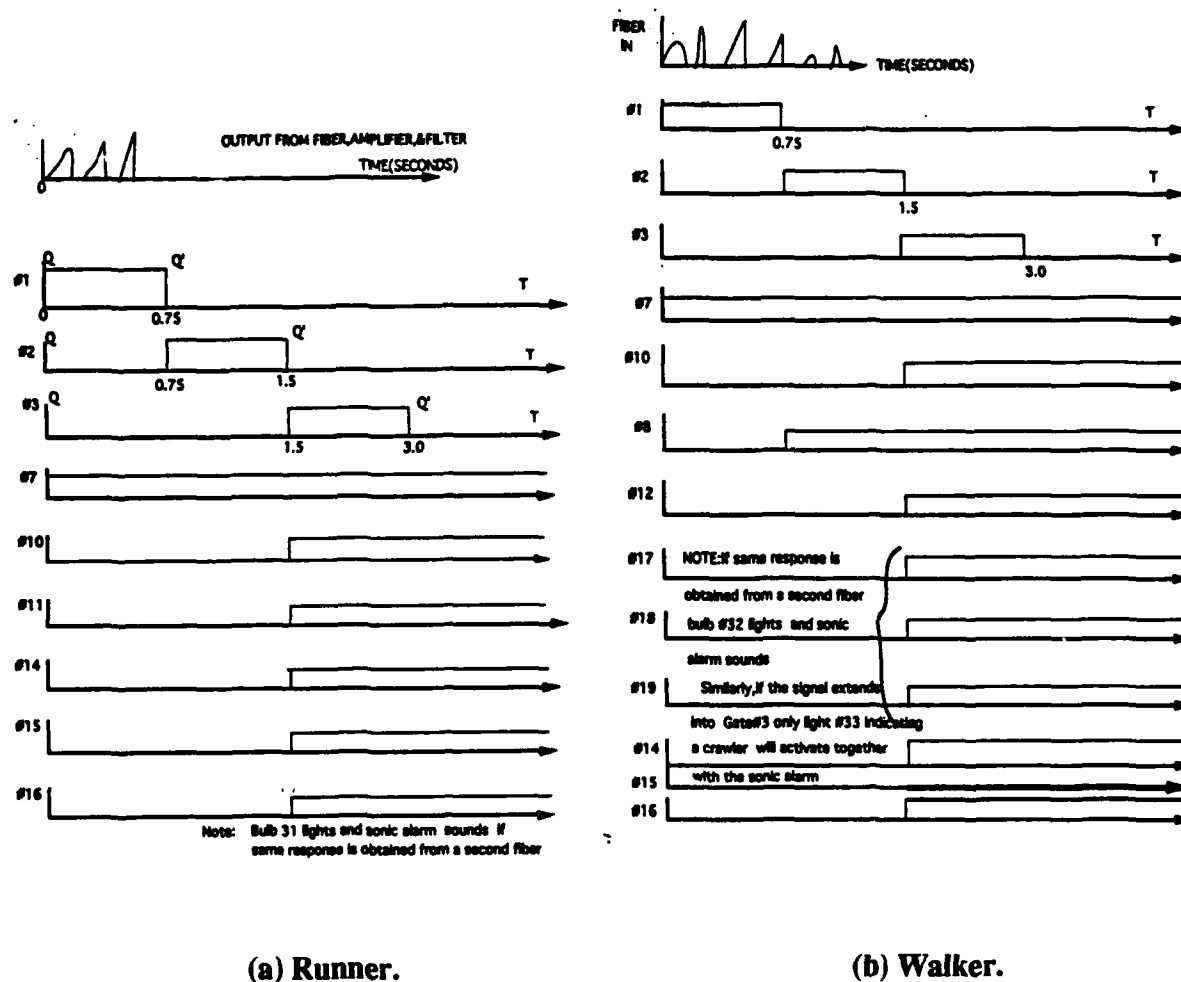 OUTPUT FROM FIBER,AMPLIFIER,&FILTER
TIME(SECONDS)
0
Q Q'
#1 T
0 0.75
Q Q'
#2 T
0.75 1.5
Q Q'
#3 T
1.5 3.0
#7
#10
#11
#14
#15
#16
Note: Bulb 31 lights and sonic alarm sounds if
same response is obtained from a second fiber
(a) Runner.
FIBER
IN
TIME(SECONDS)
#1 T
0.75
#2 T
1.5
#3 T
3.0
#7
#10
#8
#12
#17 NOTE:If same response is
obtained from a second fiber
#18 bulb #32 lights and sonic
alarm sounds
#19 Similarly,if the signal extends
into Gate#3 only light #33 indicating
#14 a crawler will activate together
#15 with the sonic alarm
#16
(b) Walker.